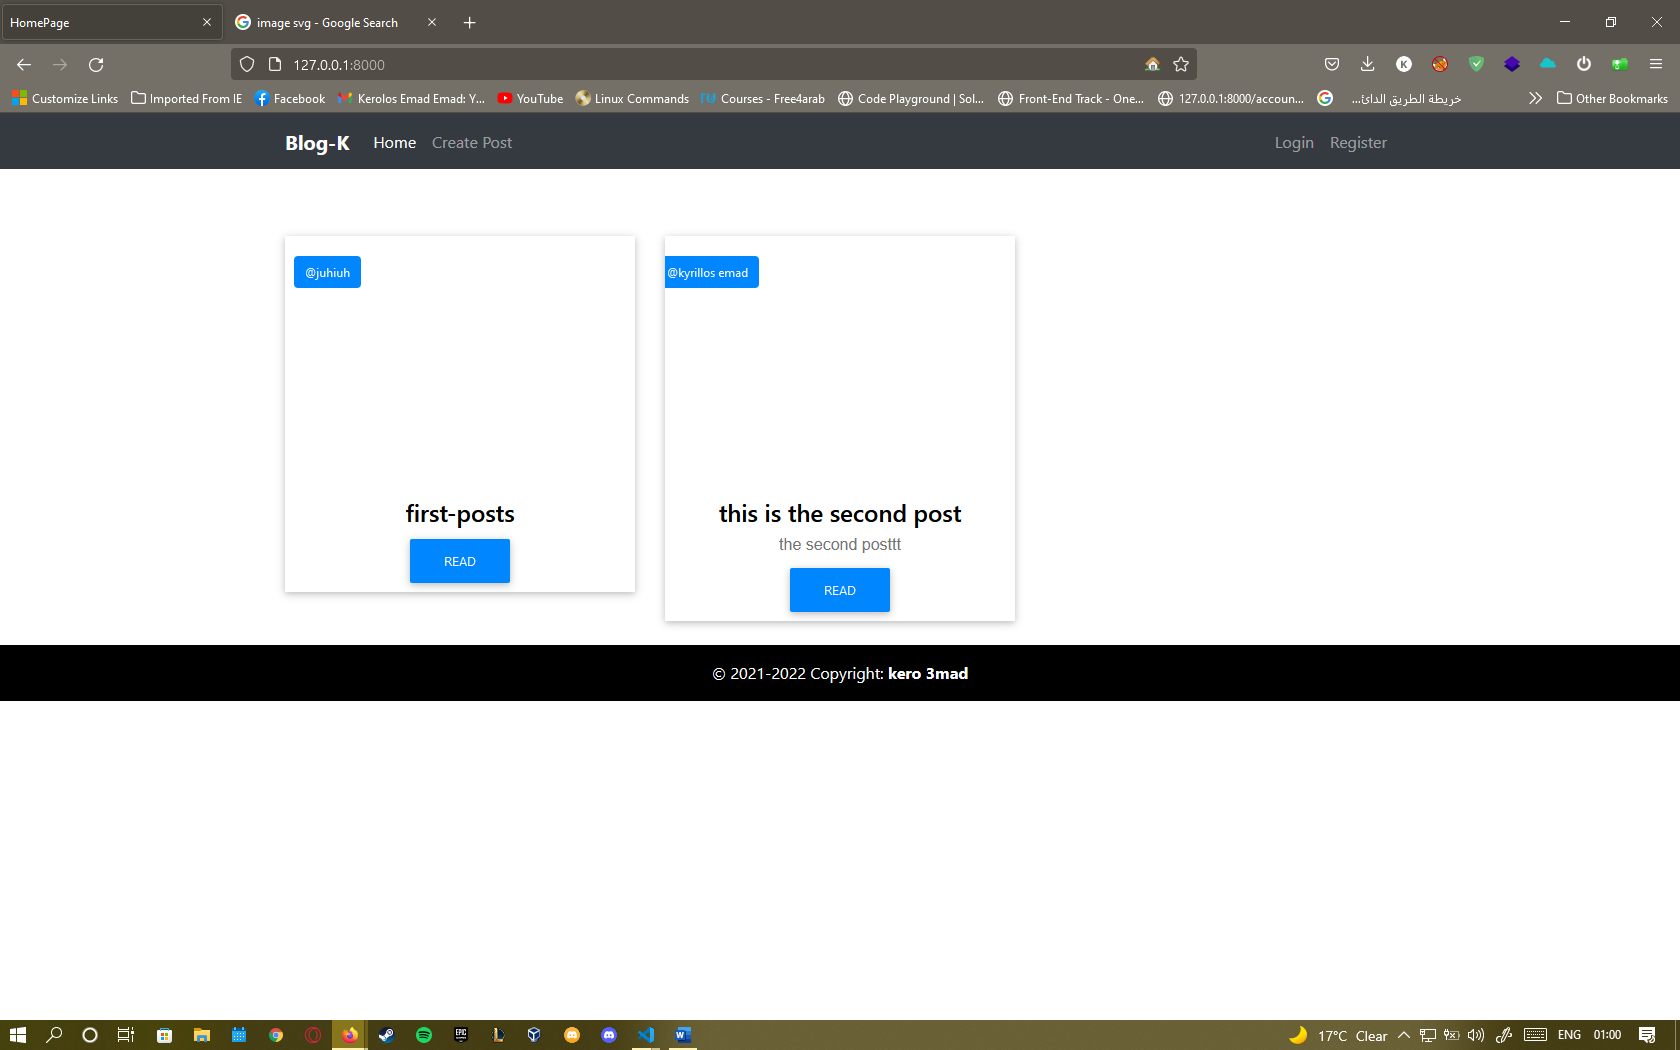 HomePage
image svg - Google Search
127.0.0.1:8000
Customize Links
Imported From IE
Facebook
Kerolos Emad Emad: Y...
YouTube
Linux Commands
Courses - Free4arab
Code Playground | Sol...
Front-End Track - One...
127.0.0.1:8000/accoun...
خريطة الطريق الدائ...
Other Bookmarks
Blog-K
Home
Create Post
Login
Register
@juhiuh
@kyrillos emad
first-posts
this is the second post
the second posttt
READ
READ
© 2021-2022 Copyright: kero 3mad
17°C Clear
ENG
01:00